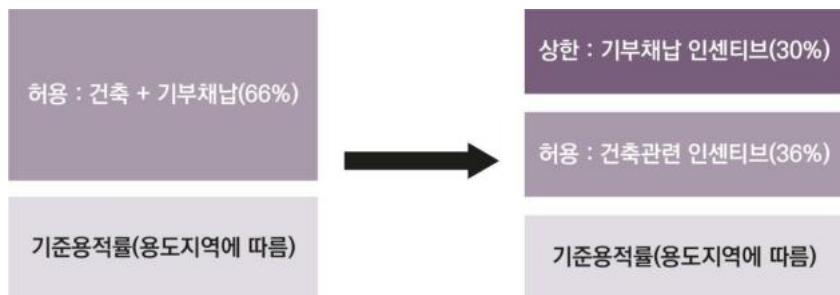 허용 : 건축 + 기부채납(66%)
기준용적률(용도지역에 따름)
상한 : 기부채납 인센티브(30%)
허용 : 건축관련 인센티브(36%)
기준용적률(용도지역에 따름)